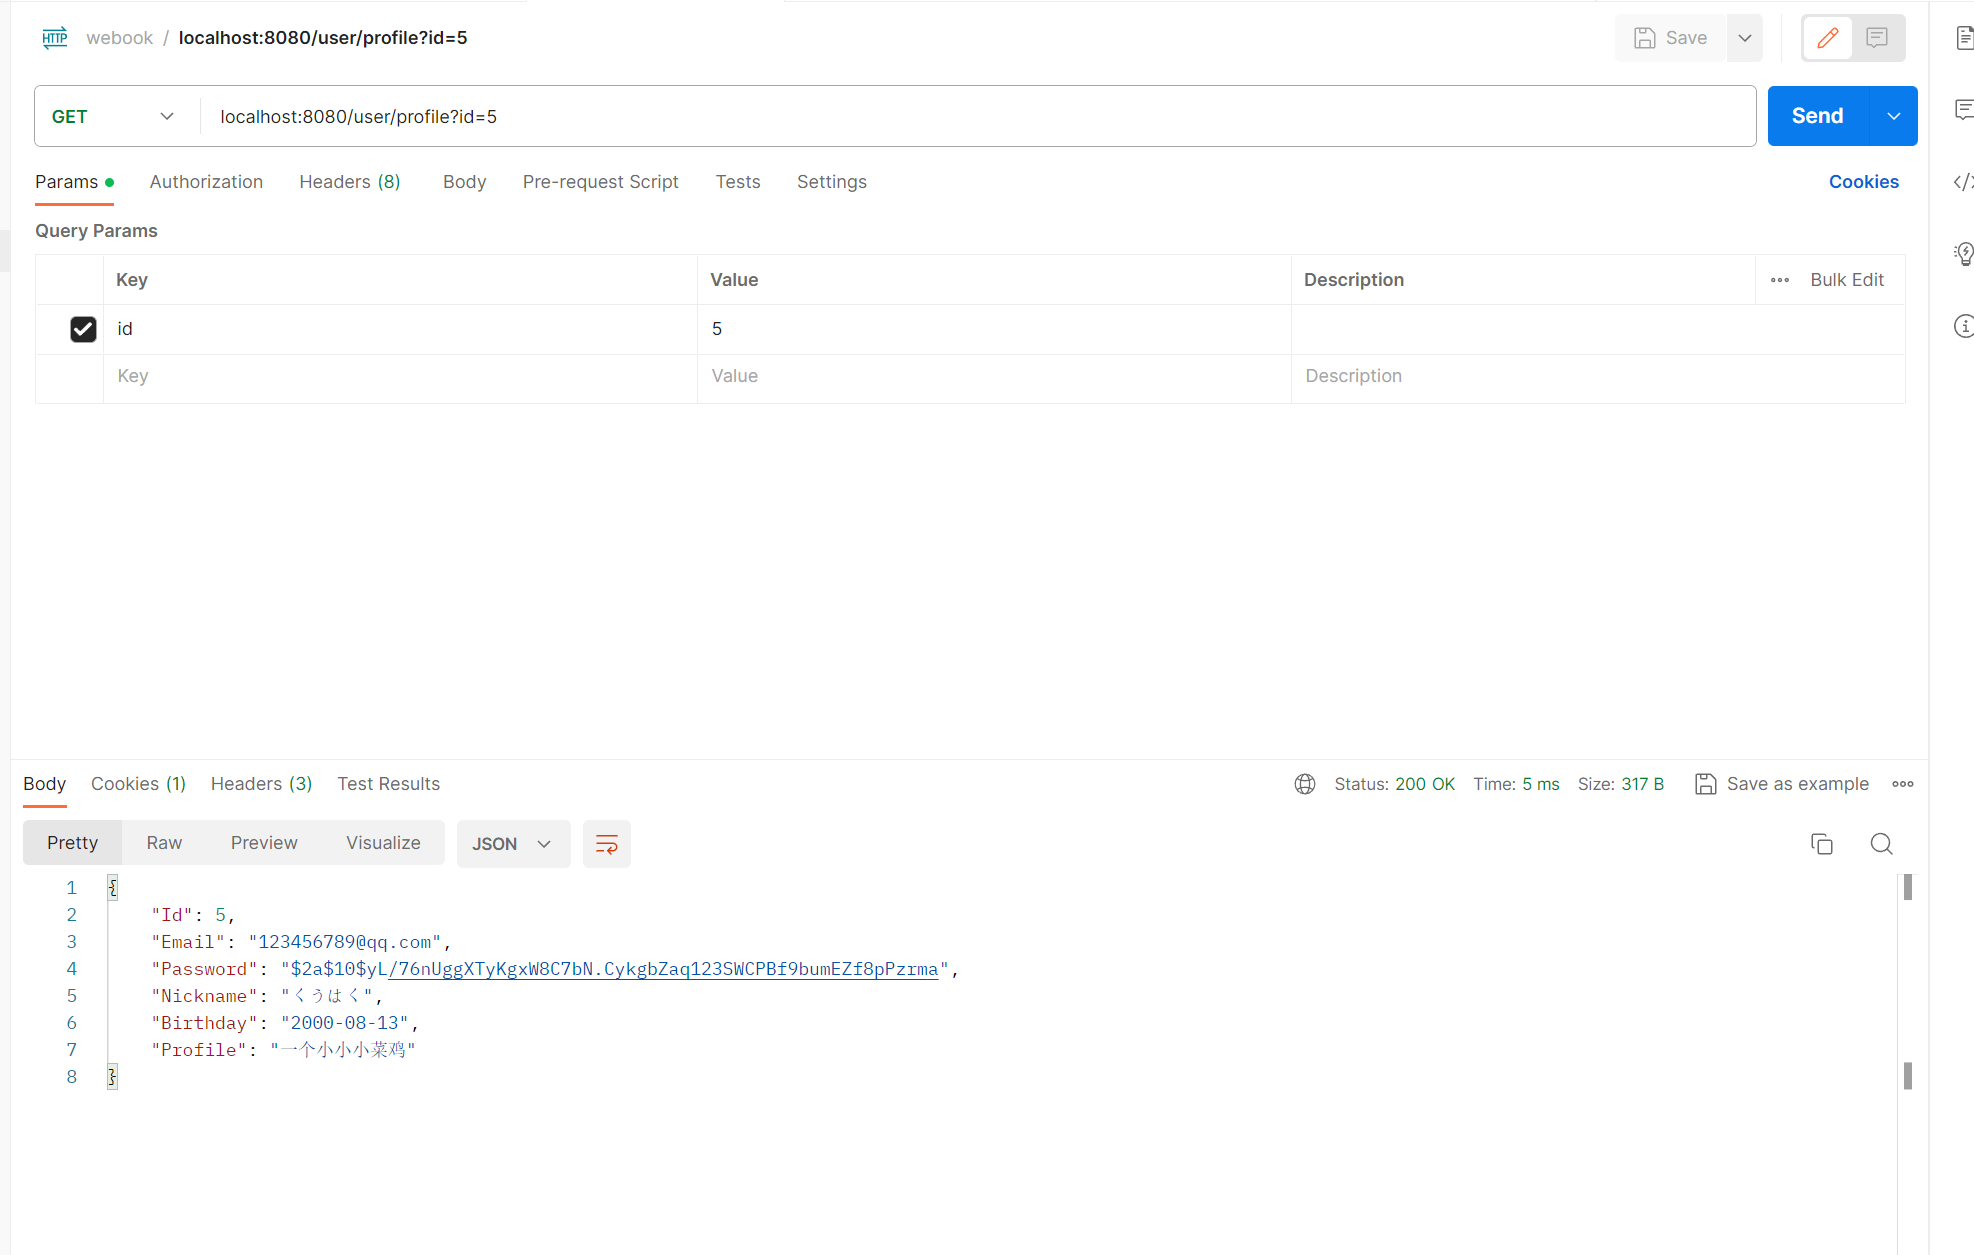 HTTP webook / localhost:8080/user/profile?id=5 Save
GET localhost:8080/user/profile?id=5 Send
Params Authorization Headers (8) Body Pre-request Script Tests Settings Cookies
Query Params
Key Value Description Bulk Edit
id 5
Key Value Description
Body Cookies (1) Headers (3) Test Results Status: 200 OK Time: 5 ms Size: 317 B Save as example
Pretty Raw Preview Visualize JSON
1 {
2 "Id": 5,
3 "Email": "123456789@qq.com",
4 "Password": "$2a$10$yL/76nUggXTyKgxW8C7bN.CykgbZaq123SWCPBf9bumEZf8pPzrma",
5 "Nickname": "くうはく",
6 "Birthday": "2000-08-13",
7 "Profile": "一个小小小菜鸡"
8 }